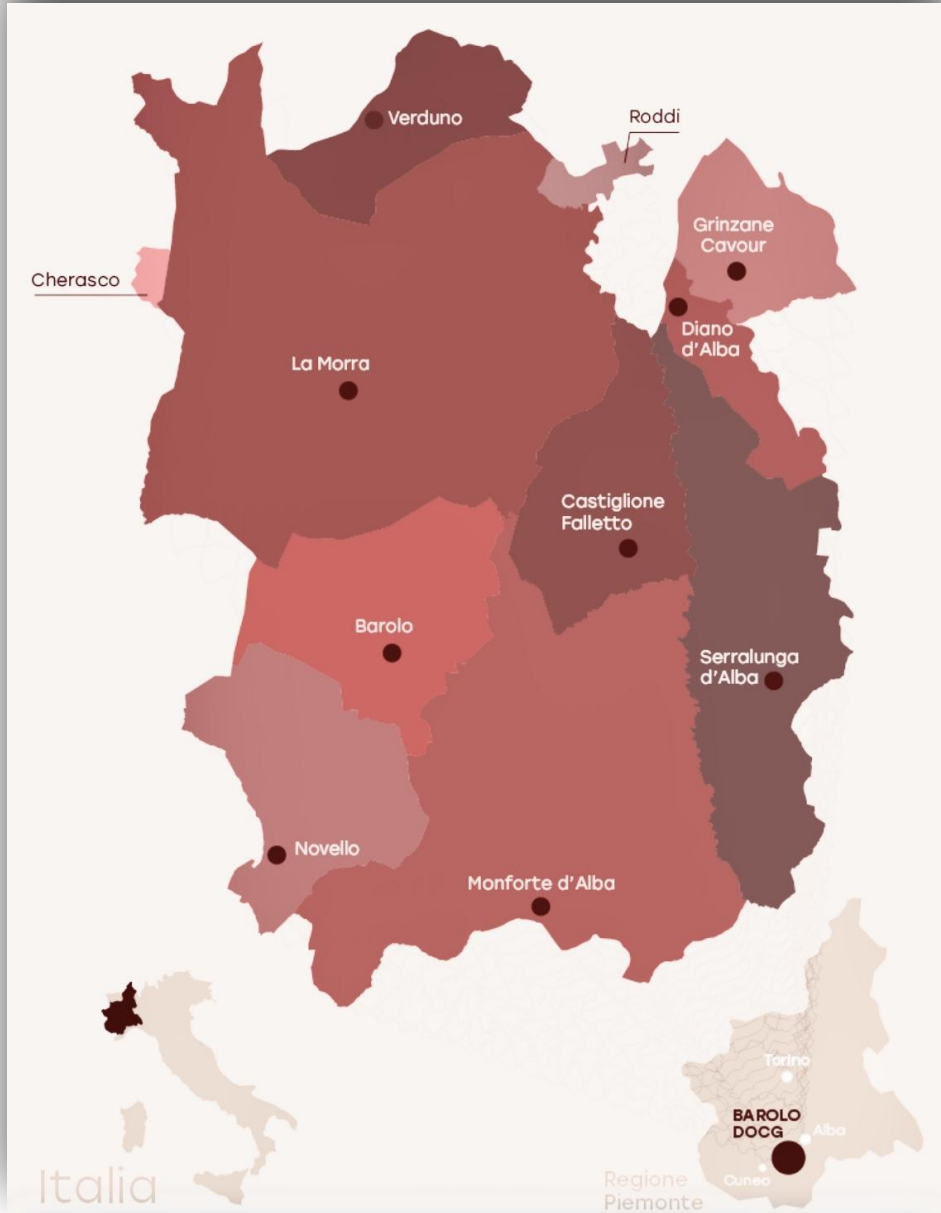 Verduno
Roddi
Grinzane
Cavour
Cherasco
Diano
d'Alba
La Morra
Castiglione
Falletto
Barolo
Serralunga
d'Alba
Novello
Monforte d'Alba
Torino
BAROLO
DOCG
Alba
Cuneo
Italia
Regione
Piemonte